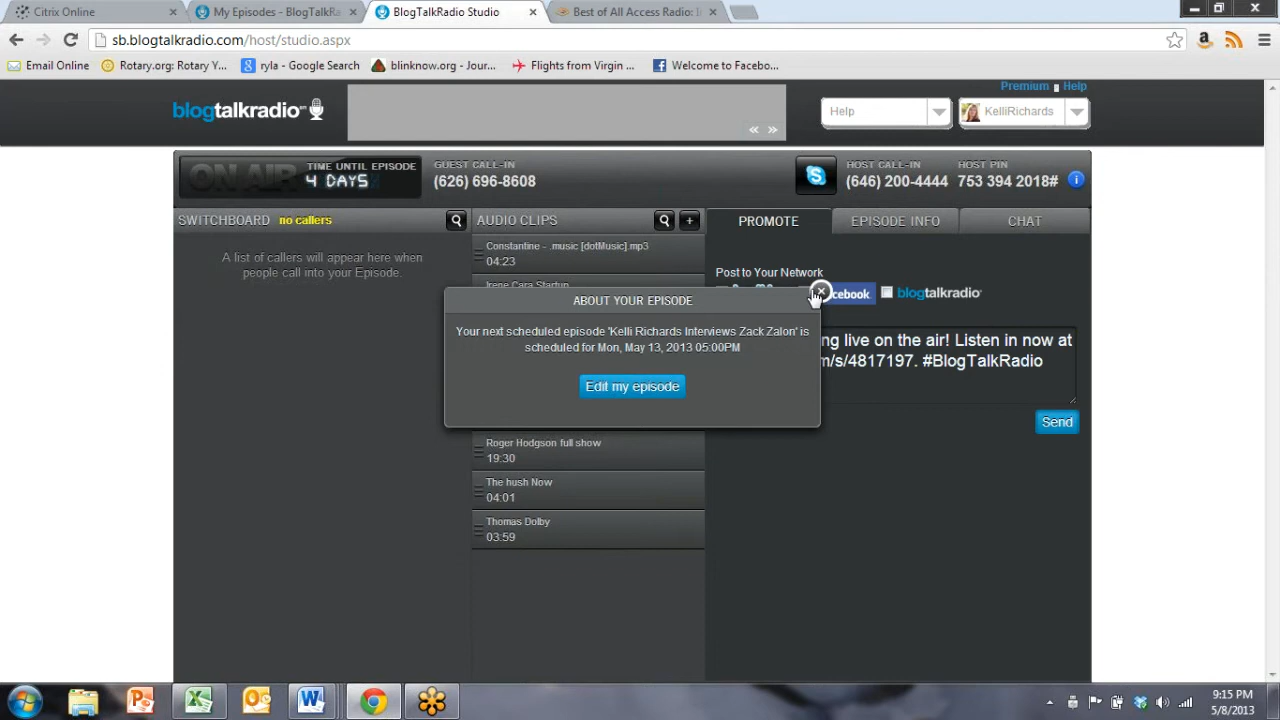 Citrix Online
My Episodes - BlogTalkRa
BlogTalkRadio Studio
Best of All Access Radio: I
sb.blogtalkradio.com/host/studio.aspx
Email Online
Rotary.org: Rotary Y...
ryla - Google Search
blinknow.org - Jour...
Flights from Virgin ...
Welcome to Facebo...
Premium
Help
blogtalkradio
« »
Help
KelliRichards
ON AIR
TIME UNTIL EPISODE
4 DAYS
GUEST CALL-IN
(626) 696-8608
HOST CALL-IN
(646) 200-4444
HOST PIN
753 394 2018#
SWITCHBOARD no callers
AUDIO CLIPS
PROMOTE
EPISODE INFO
CHAT
A list of callers will appear here when
people call into your Episode.
Constantine - .music [dotMusic].mp3
04:23
Irene Cara Startup
Post to Your Network
cebook
blogtalkradio
ABOUT YOUR EPISODE
Your next scheduled episode 'Kelli Richards Interviews Zack Zalon' is
scheduled for Mon, May 13, 2013 05:00PM
Edit my episode
ng live on the air! Listen in now at
m/s/4817197. #BlogTalkRadio
Send
Roger Hodgson full show
19:30
The hush Now
04:01
Thomas Dolby
03:59
9:15 PM
5/8/2013